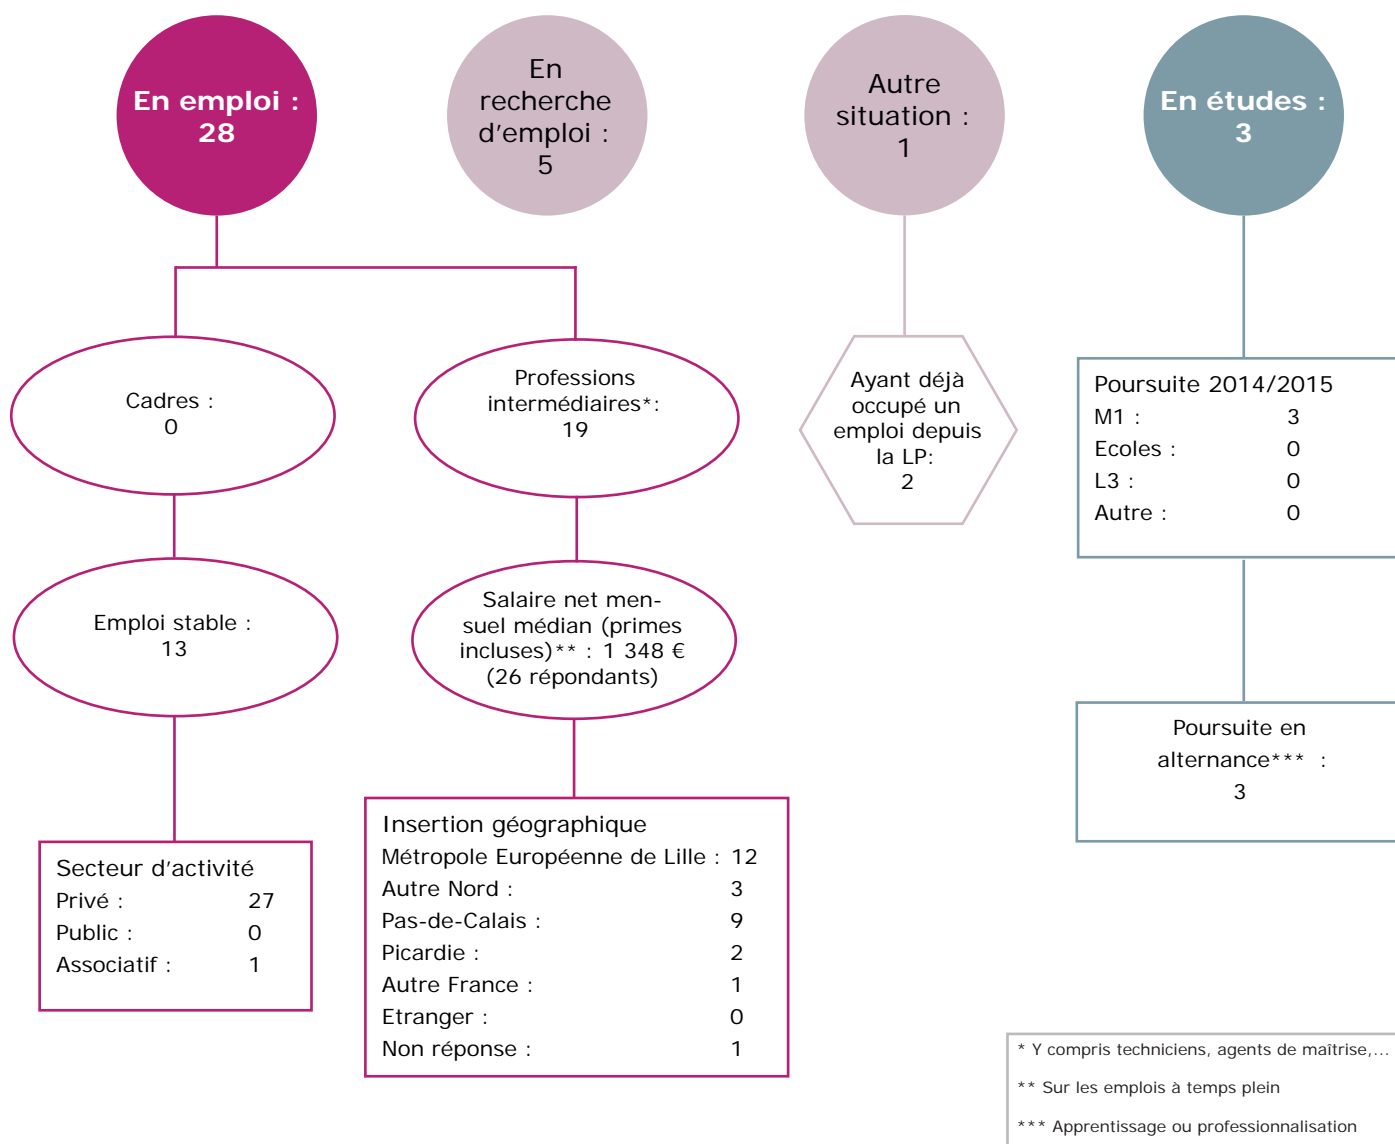 En emploi :
28
En
recherche
d'emploi :
5
Autre
situation :
1
En études :
3
Cadres :
0
Professions
intermédiaires*:
19
Ayant déjà
occupé un
emploi depuis
la LP:
2
Poursuite 2014/2015
M1 : 3
Ecoles : 0
L3 : 0
Autre : 0
Emploi stable :
13
Salaire net men-
suel médian (primes
incluses)** : 1 348 €
(26 répondants)
Poursuite en
alternance*** :
3
Secteur d'activité
Privé : 27
Public : 0
Associatif : 1
Insertion géographique
Métropole Européenne de Lille : 12
Autre Nord : 3
Pas-de-Calais : 9
Picardie : 2
Autre France : 1
Etranger : 0
Non réponse : 1
* Y compris techniciens, agents de maîtrise,...
** Sur les emplois à temps plein
*** Apprentissage ou professionnalisation